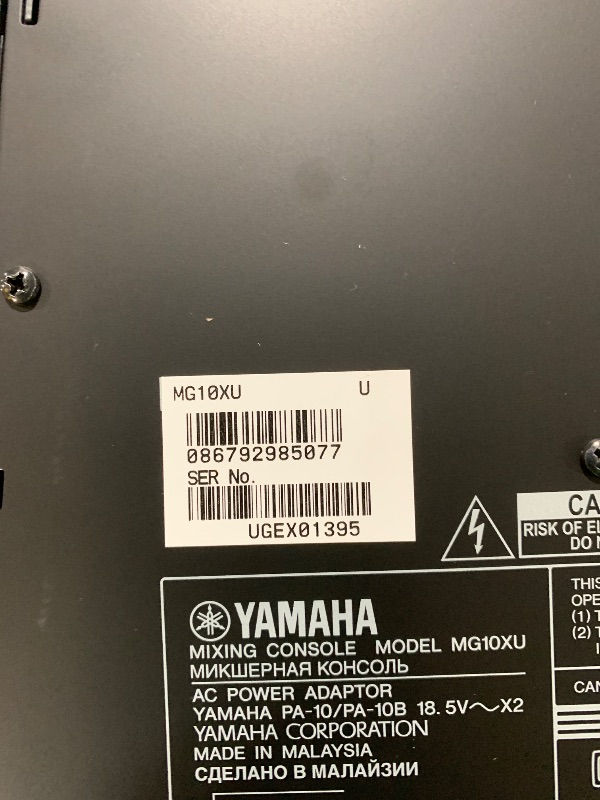 MG10XU U
086792985077
SER No.
UGEX01395
CA
RISK OF EL
DO N
YAMAHA
MIXING CONSOLE MODEL MG10XU
МИКШЕРНАЯ КОНСОЛЬ
AC POWER ADAPTOR
YAMAHA PA-10/PA-10B 18.5V～X2
YAMAHA CORPORATION
MADE IN MALAYSIA
СДЕЛАНО В МАЛАЙЗИИ
THIS
OPE
(1) T
(2) T
I
CAN